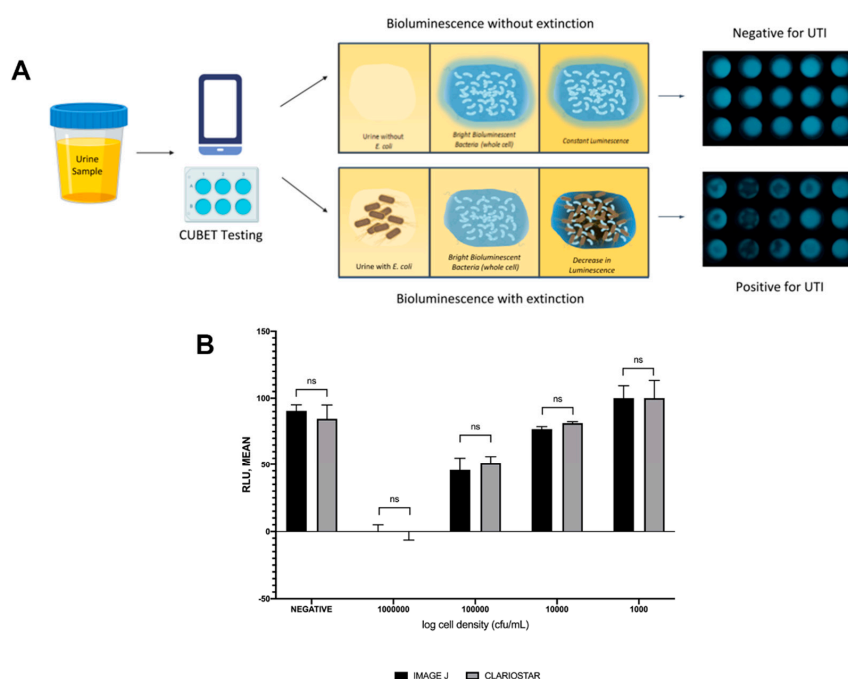 A
Bioluminescence without extinction
Negative for UTI
Urine
Sample
CUBET Testing
1 2 3
A
B
Urine without
E. coli
Bright Bioluminescent
Bacteria (whole cell)
Constant Luminescence
Urine with E. coli
Bright Bioluminescent
Bacteria (whole cell)
Decrease in
Luminescence
Bioluminescence with extinction
Positive for UTI
B
RLU, MEAN
150
100
50
0
-50
ns
ns
ns
ns
ns
NEGATIVE
1000000
100000
10000
1000
log cell density (cfu/mL)
IMAGE J
CLARIOSTAR